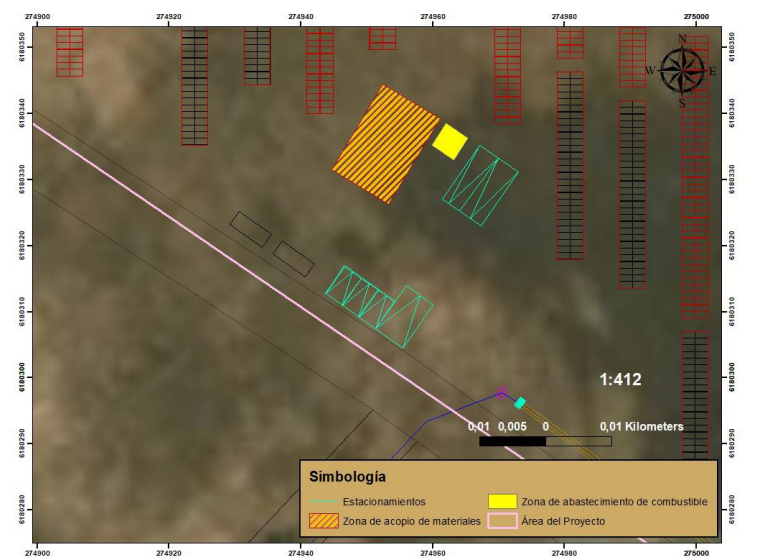 274900 274920 274940 274960 274980 275000
6180350
6180340
6180330
6180320
6180310
6180300
6180290
6180280
N
W E
S
6180350
6180340
6180330
6180320
6180310
6180300
6180290
6180280
1:412
0,01 0,005 0 0,01 Kilometers
Simbología
Estacionamientos
Zona de abastecimiento de combustible
Zona de acopio de materiales
Área del Proyecto
274900 274920 274940 274960 274980 275000